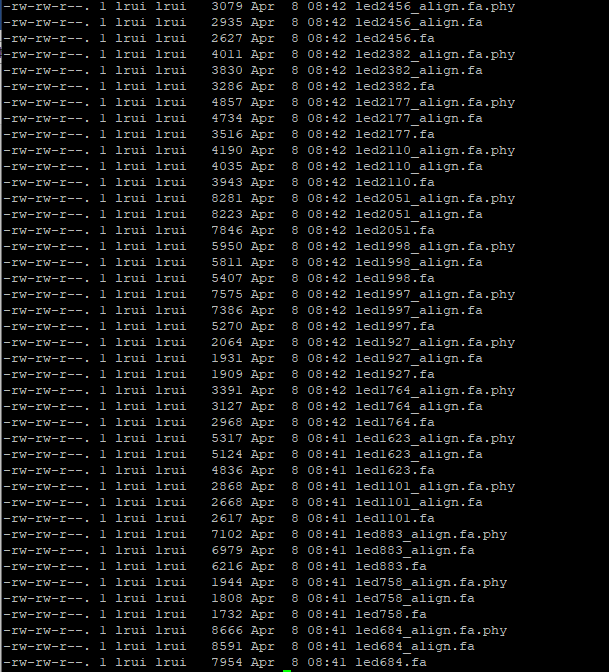 -rw-rw-r--. 1 lrui lrui 3079 Apr 8 08:42 led2456_align.fa.phy
-rw-rw-r--. 1 lrui lrui 2935 Apr 8 08:42 led2456_align.fa
-rw-rw-r--. 1 lrui lrui 2627 Apr 8 08:42 led2456.fa
-rw-rw-r--. 1 lrui lrui 4011 Apr 8 08:42 led2382_align.fa.phy
-rw-rw-r--. 1 lrui lrui 3830 Apr 8 08:42 led2382_align.fa
-rw-rw-r--. 1 lrui lrui 3286 Apr 8 08:42 led2382.fa
-rw-rw-r--. 1 lrui lrui 4857 Apr 8 08:42 led2177_align.fa.phy
-rw-rw-r--. 1 lrui lrui 4734 Apr 8 08:42 led2177_align.fa
-rw-rw-r--. 1 lrui lrui 3516 Apr 8 08:42 led2177.fa
-rw-rw-r--. 1 lrui lrui 4190 Apr 8 08:42 led2110_align.fa.phy
-rw-rw-r--. 1 lrui lrui 4035 Apr 8 08:42 led2110_align.fa
-rw-rw-r--. 1 lrui lrui 3943 Apr 8 08:42 led2110.fa
-rw-rw-r--. 1 lrui lrui 8281 Apr 8 08:42 led2051_align.fa.phy
-rw-rw-r--. 1 lrui lrui 8223 Apr 8 08:42 led2051_align.fa
-rw-rw-r--. 1 lrui lrui 7846 Apr 8 08:42 led2051.fa
-rw-rw-r--. 1 lrui lrui 5950 Apr 8 08:42 led1998_align.fa.phy
-rw-rw-r--. 1 lrui lrui 5811 Apr 8 08:42 led1998_align.fa
-rw-rw-r--. 1 lrui lrui 5407 Apr 8 08:42 led1998.fa
-rw-rw-r--. 1 lrui lrui 7575 Apr 8 08:42 led1997_align.fa.phy
-rw-rw-r--. 1 lrui lrui 7386 Apr 8 08:42 led1997_align.fa
-rw-rw-r--. 1 lrui lrui 5270 Apr 8 08:42 led1997.fa
-rw-rw-r--. 1 lrui lrui 2064 Apr 8 08:42 led1927_align.fa.phy
-rw-rw-r--. 1 lrui lrui 1931 Apr 8 08:42 led1927_align.fa
-rw-rw-r--. 1 lrui lrui 1909 Apr 8 08:42 led1927.fa
-rw-rw-r--. 1 lrui lrui 3391 Apr 8 08:42 led1764_align.fa.phy
-rw-rw-r--. 1 lrui lrui 3127 Apr 8 08:42 led1764_align.fa
-rw-rw-r--. 1 lrui lrui 2968 Apr 8 08:42 led1764.fa
-rw-rw-r--. 1 lrui lrui 5317 Apr 8 08:41 led1623_align.fa.phy
-rw-rw-r--. 1 lrui lrui 5124 Apr 8 08:41 led1623_align.fa
-rw-rw-r--. 1 lrui lrui 4836 Apr 8 08:41 led1623.fa
-rw-rw-r--. 1 lrui lrui 2868 Apr 8 08:41 led1101_align.fa.phy
-rw-rw-r--. 1 lrui lrui 2668 Apr 8 08:41 led1101_align.fa
-rw-rw-r--. 1 lrui lrui 2617 Apr 8 08:41 led1101.fa
-rw-rw-r--. 1 lrui lrui 7102 Apr 8 08:41 led883_align.fa.phy
-rw-rw-r--. 1 lrui lrui 6979 Apr 8 08:41 led883_align.fa
-rw-rw-r--. 1 lrui lrui 6216 Apr 8 08:41 led883.fa
-rw-rw-r--. 1 lrui lrui 1944 Apr 8 08:41 led758_align.fa.phy
-rw-rw-r--. 1 lrui lrui 1808 Apr 8 08:41 led758_align.fa
-rw-rw-r--. 1 lrui lrui 1732 Apr 8 08:41 led758.fa
-rw-rw-r--. 1 lrui lrui 8666 Apr 8 08:41 led684_align.fa.phy
-rw-rw-r--. 1 lrui lrui 8591 Apr 8 08:41 led684_align.fa
-rw-rw-r--. 1 lrui lrui 7954 Apr 8 08:41 led684.fa